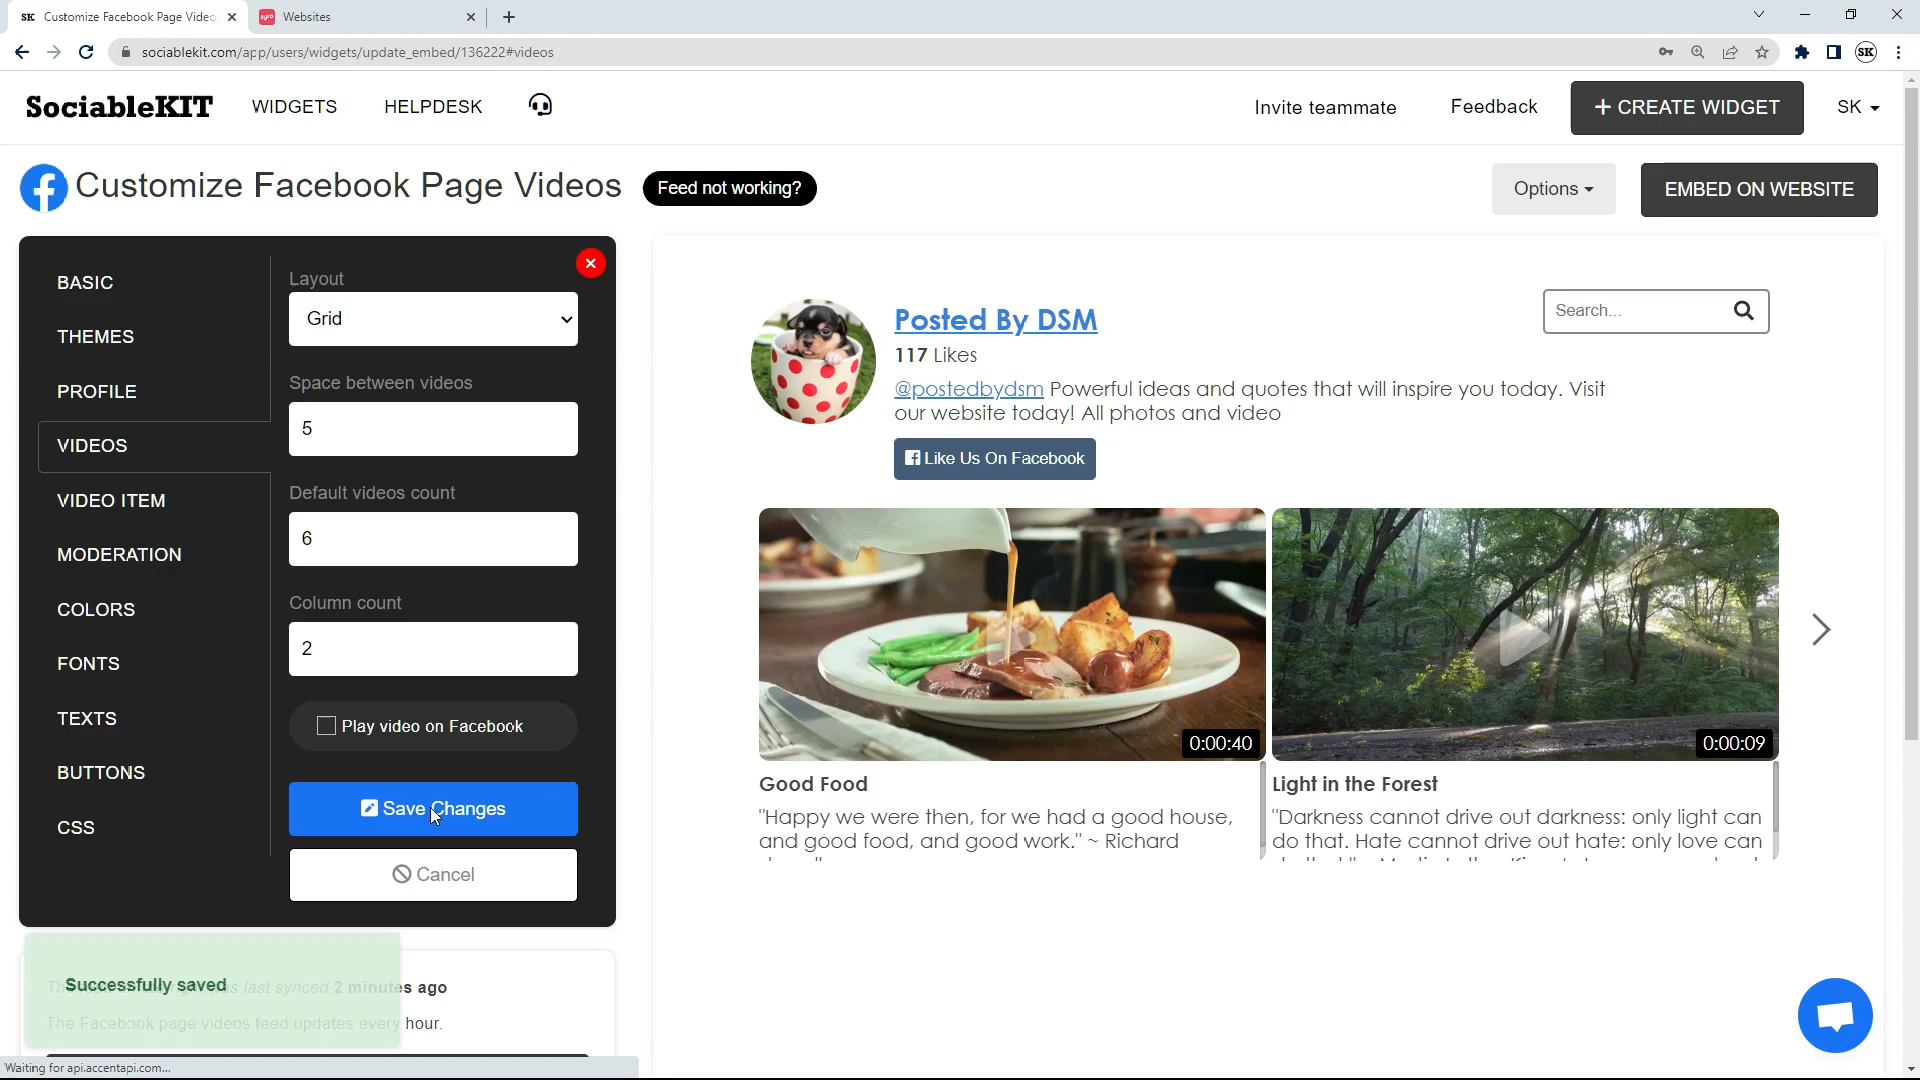 SK Customize Facebook Page Video
zyro Websites
sociablekit.com/app/users/widgets/update_embed/136222#videos
SK
SociableKIT WIDGETS HELPDESK Invite teammate Feedback + CREATE WIDGET SK
Customize Facebook Page Videos Feed not working? Options EMBED ON WEBSITE
BASIC
THEMES
PROFILE
VIDEOS
VIDEO ITEM
MODERATION
COLORS
FONTS
TEXTS
BUTTONS
CSS
Layout
Grid
Space between videos
5
Default videos count
6
Column count
2
Play video on Facebook
Save Changes
Cancel
Posted By DSM
117 Likes
@postedbydsm Powerful ideas and quotes that will inspire you today. Visit
our website today! All photos and video
Like Us On Facebook
Search...
0:00:40
0:00:09
Good Food
"Happy we were then, for we had a good house,
and good food, and good work." ~ Richard
Light in the Forest
"Darkness cannot drive out darkness: only light can
do that. Hate cannot drive out hate: only love can
Successfully saved
last synced 2 minutes ago
The Facebook page videos feed updates every hour.
Waiting for api.accentapi.com...